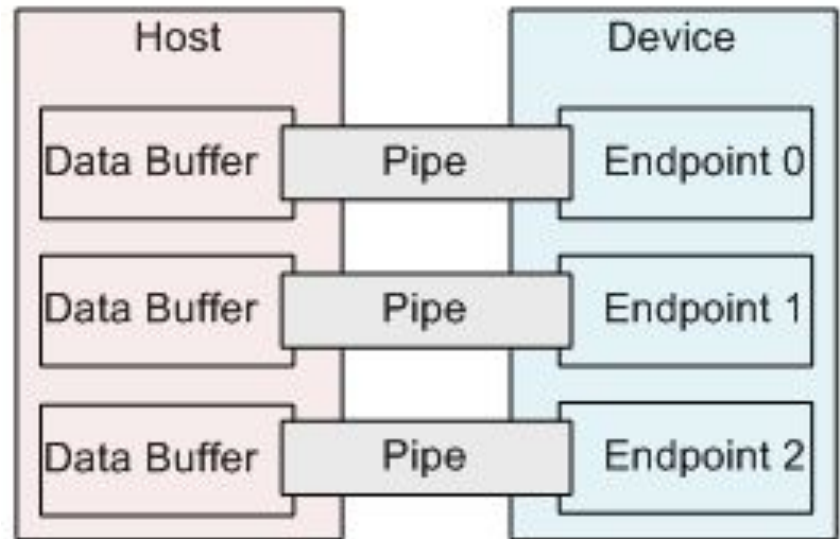 Host
Device
Data Buffer
Pipe
Endpoint 0
Data Buffer
Pipe
Endpoint 1
Data Buffer
Pipe
Endpoint 2